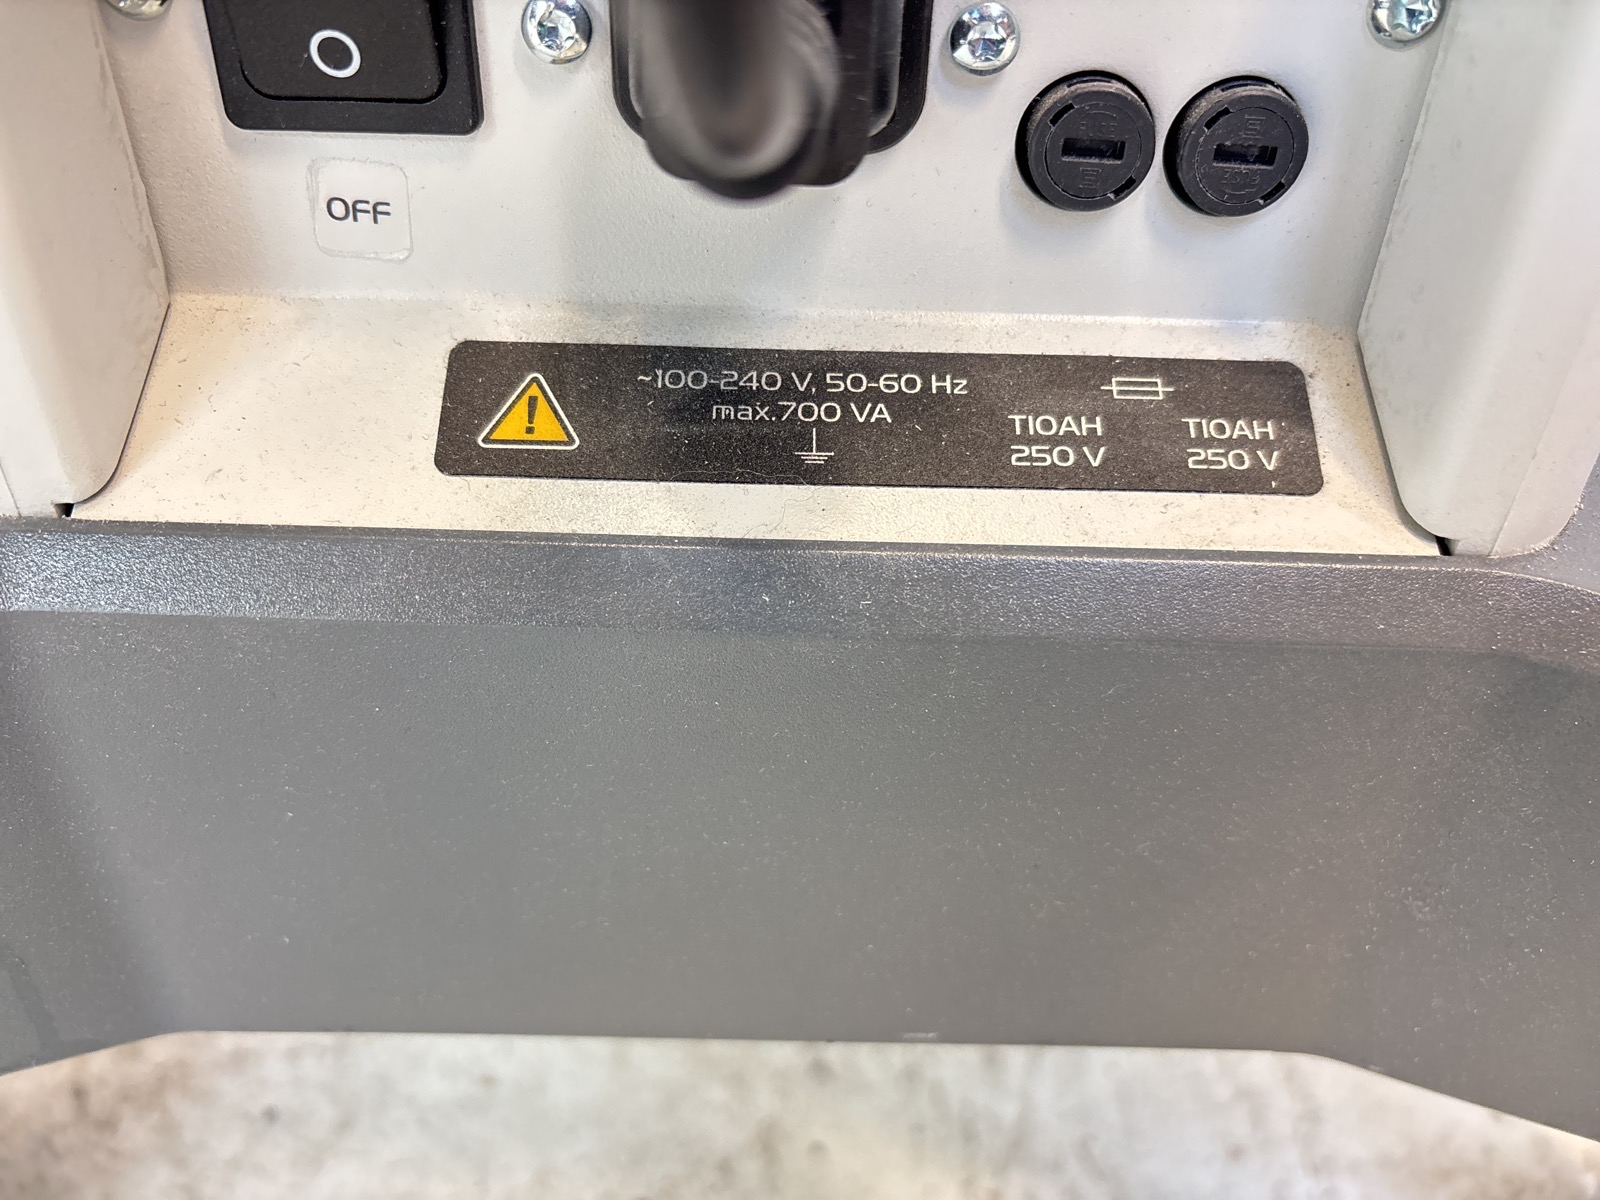 OFF
~100-240 V, 50-60 Hz
max.700 VA
T10AH
250 V
T10AH
250 V